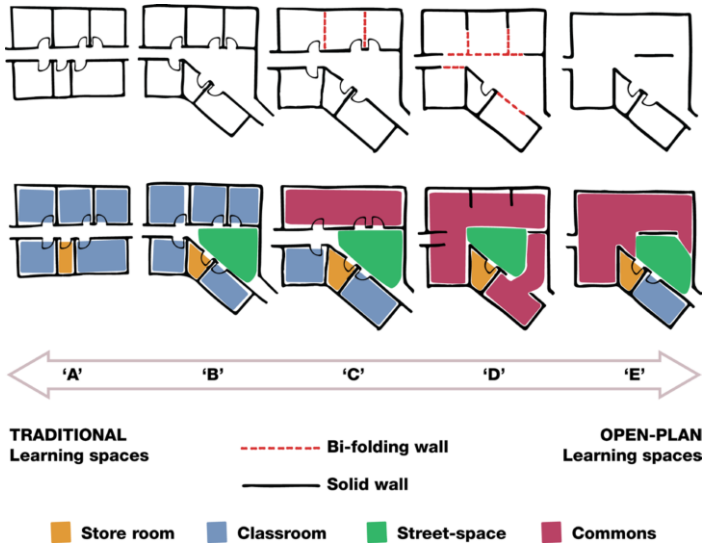 ‘A’ ‘B’ ‘C’ ‘D’ ‘E’
TRADITIONAL
Learning spaces
Bi-folding wall
Solid wall
OPEN-PLAN
Learning spaces
Store room Classroom Street-space Commons